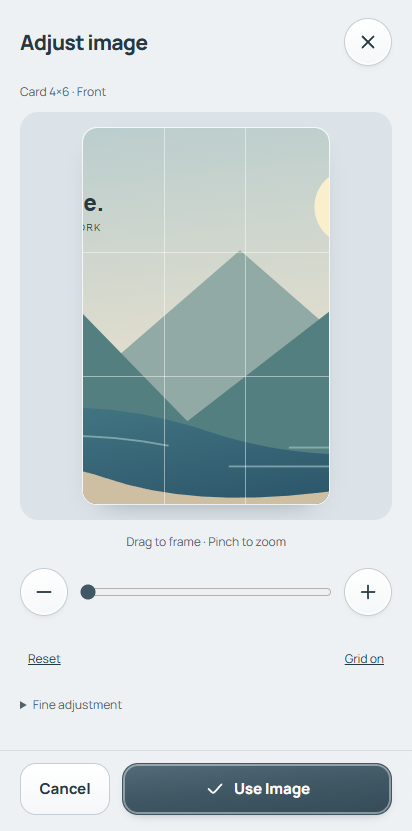 Adjust image
Card 4×6 · Front
e.
ORK
Drag to frame · Pinch to zoom
Reset
Grid on
Fine adjustment
Cancel
Use Image